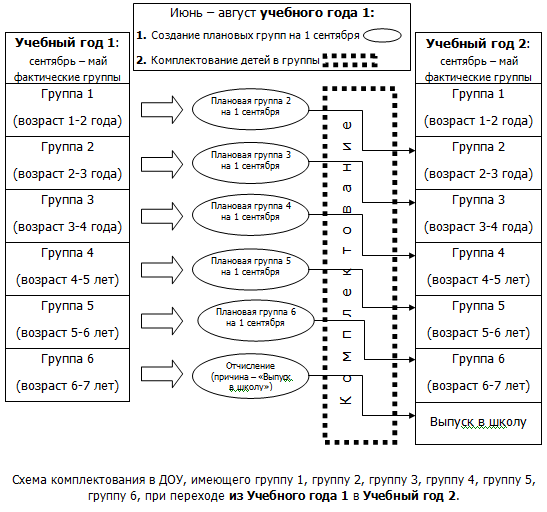 Июнь – август учебного года 1:
1. Создание плановых групп на 1 сентября
2. Комплектование детей в группы
Учебный год 1:
сентябрь – май
фактические группы
Группа 1
(возраст 1-2 года)
Группа 2
(возраст 2-3 года)
Группа 3
(возраст 3-4 года)
Группа 4
(возраст 4-5 лет)
Группа 5
(возраст 5-6 лет)
Группа 6
(возраст 6-7 лет)
Плановая группа 2
на 1 сентября
Плановая группа 3
на 1 сентября
Плановая группа 4
на 1 сентября
Плановая группа 5
на 1 сентября
Плановая группа 6
на 1 сентября
Отчисление
(причина – «Выпуск
в школу»)
Комплектование
Учебный год 2:
сентябрь – май
фактические группы
Группа 1
(возраст 1-2 года)
Группа 2
(возраст 2-3 года)
Группа 3
(возраст 3-4 года)
Группа 4
(возраст 4-5 лет)
Группа 5
(возраст 5-6 лет)
Группа 6
(возраст 6-7 лет)
Выпуск в школу
Схема комплектования в ДОУ, имеющего группу 1, группу 2, группу 3, группу 4, группу 5,
группу 6, при переходе из Учебного года 1 в Учебный год 2.